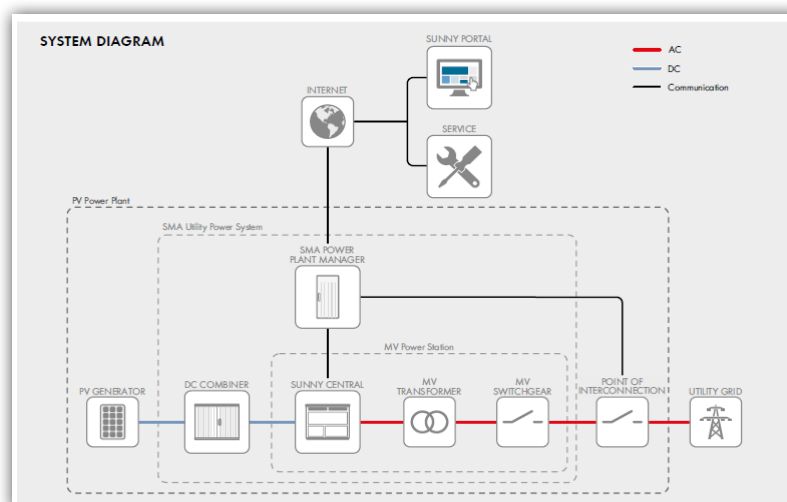 SYSTEM DIAGRAM
SUNNY PORTAL
AC
DC
Communication
INTERNET
SERVICE
PV Power Plant
SMA Utility Power System
SMA POWER
PLANT MANAGER
MV Power Station
PV GENERATOR
DC COMBINER
SUNNY CENTRAL
MV
TRANSFORMER
MV
SWITCHGEAR
POINT OF
INTERCONNECTION
UTILITY GRID